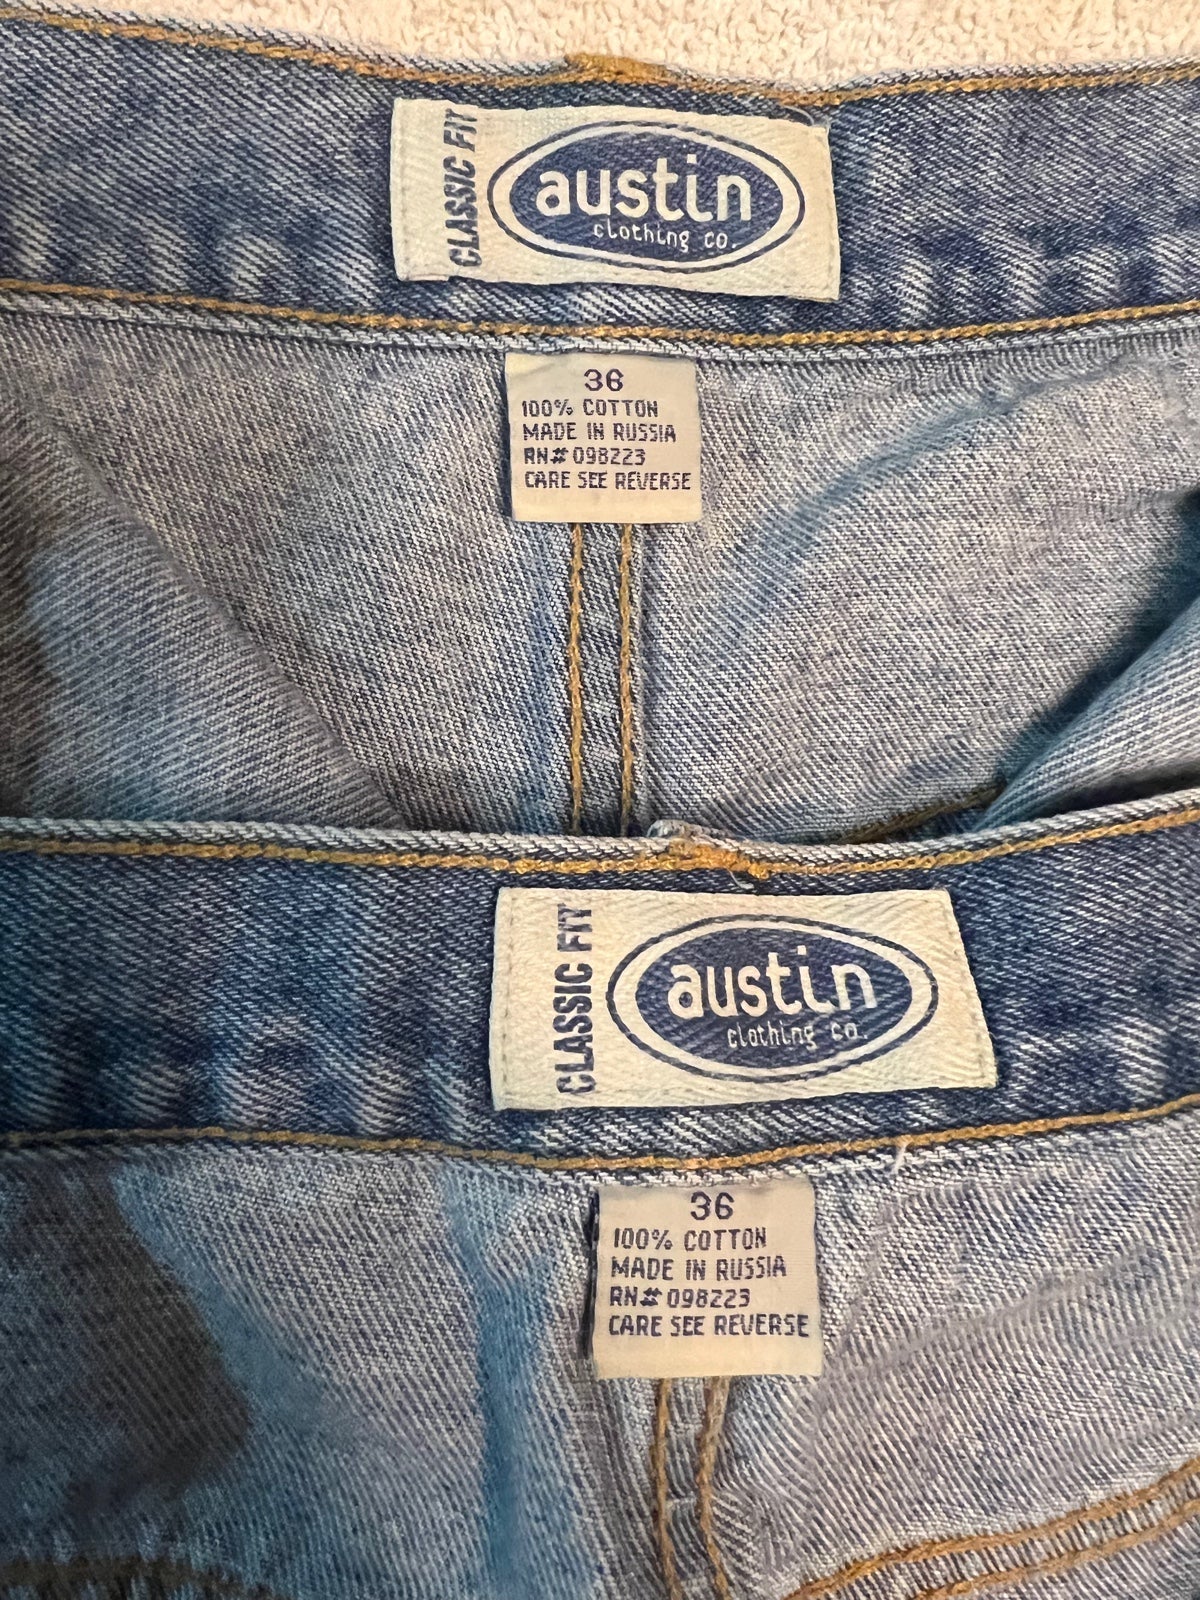 CLASSIC FIT
austin
clothing co.
36
100% COTTON
MADE IN RUSSIA
RN# 098223
CARE SEE REVERSE
CLASSIC FIT
austin
clothing co.
36
100% COTTON
MADE IN RUSSIA
RN# 098223
CARE SEE REVERSE